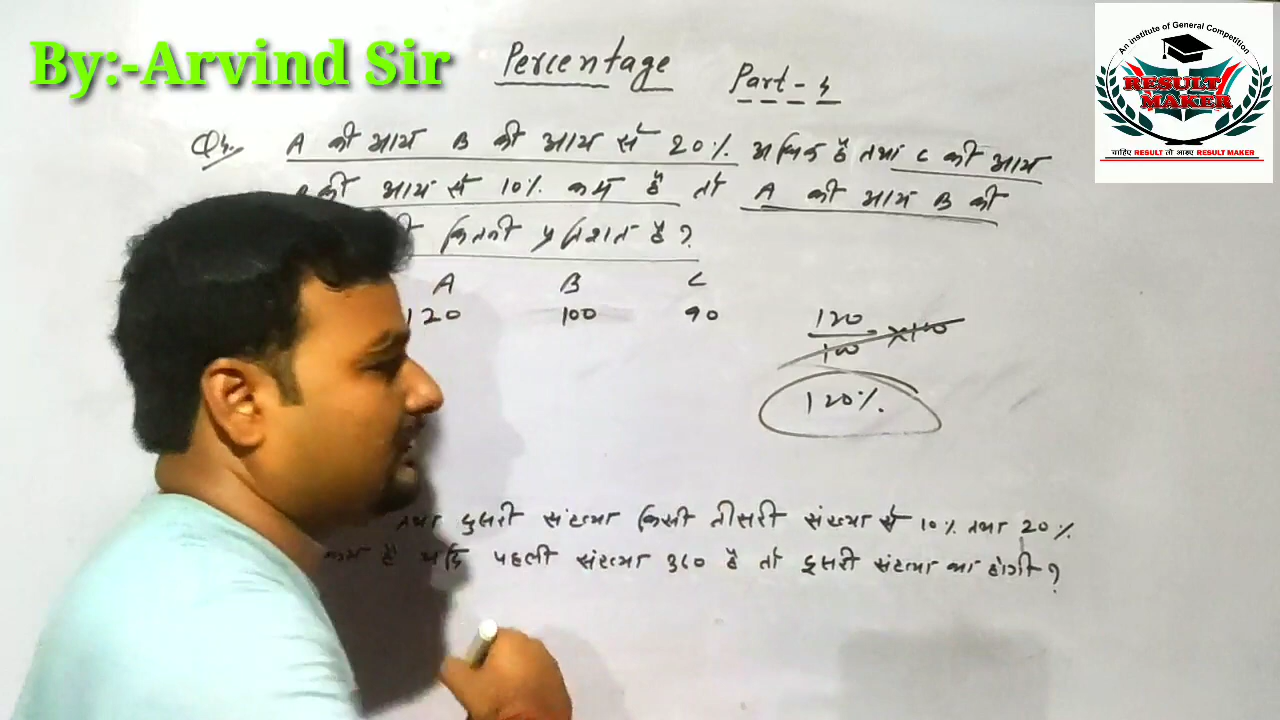 By:-Arvind Sir
Percentage Part - 4
An Institute of General Competition
RESULT MAKER
चाहिए RESULT तो आइए RESULT MAKER
Q4. A की आय B की आय से 20% अधिक है तथा C की आय
की आय से 10% कम है तो A की आय B की
कितनी प्रतिशत है?
A B C
120 100 90
120/100 × 100
120%.
तथा दुसरी संख्या किसी तीसरी संख्या से 10% तथा 20%
कम है यदि पहली संख्या 360 है तो दूसरी संख्या क्या होगी?